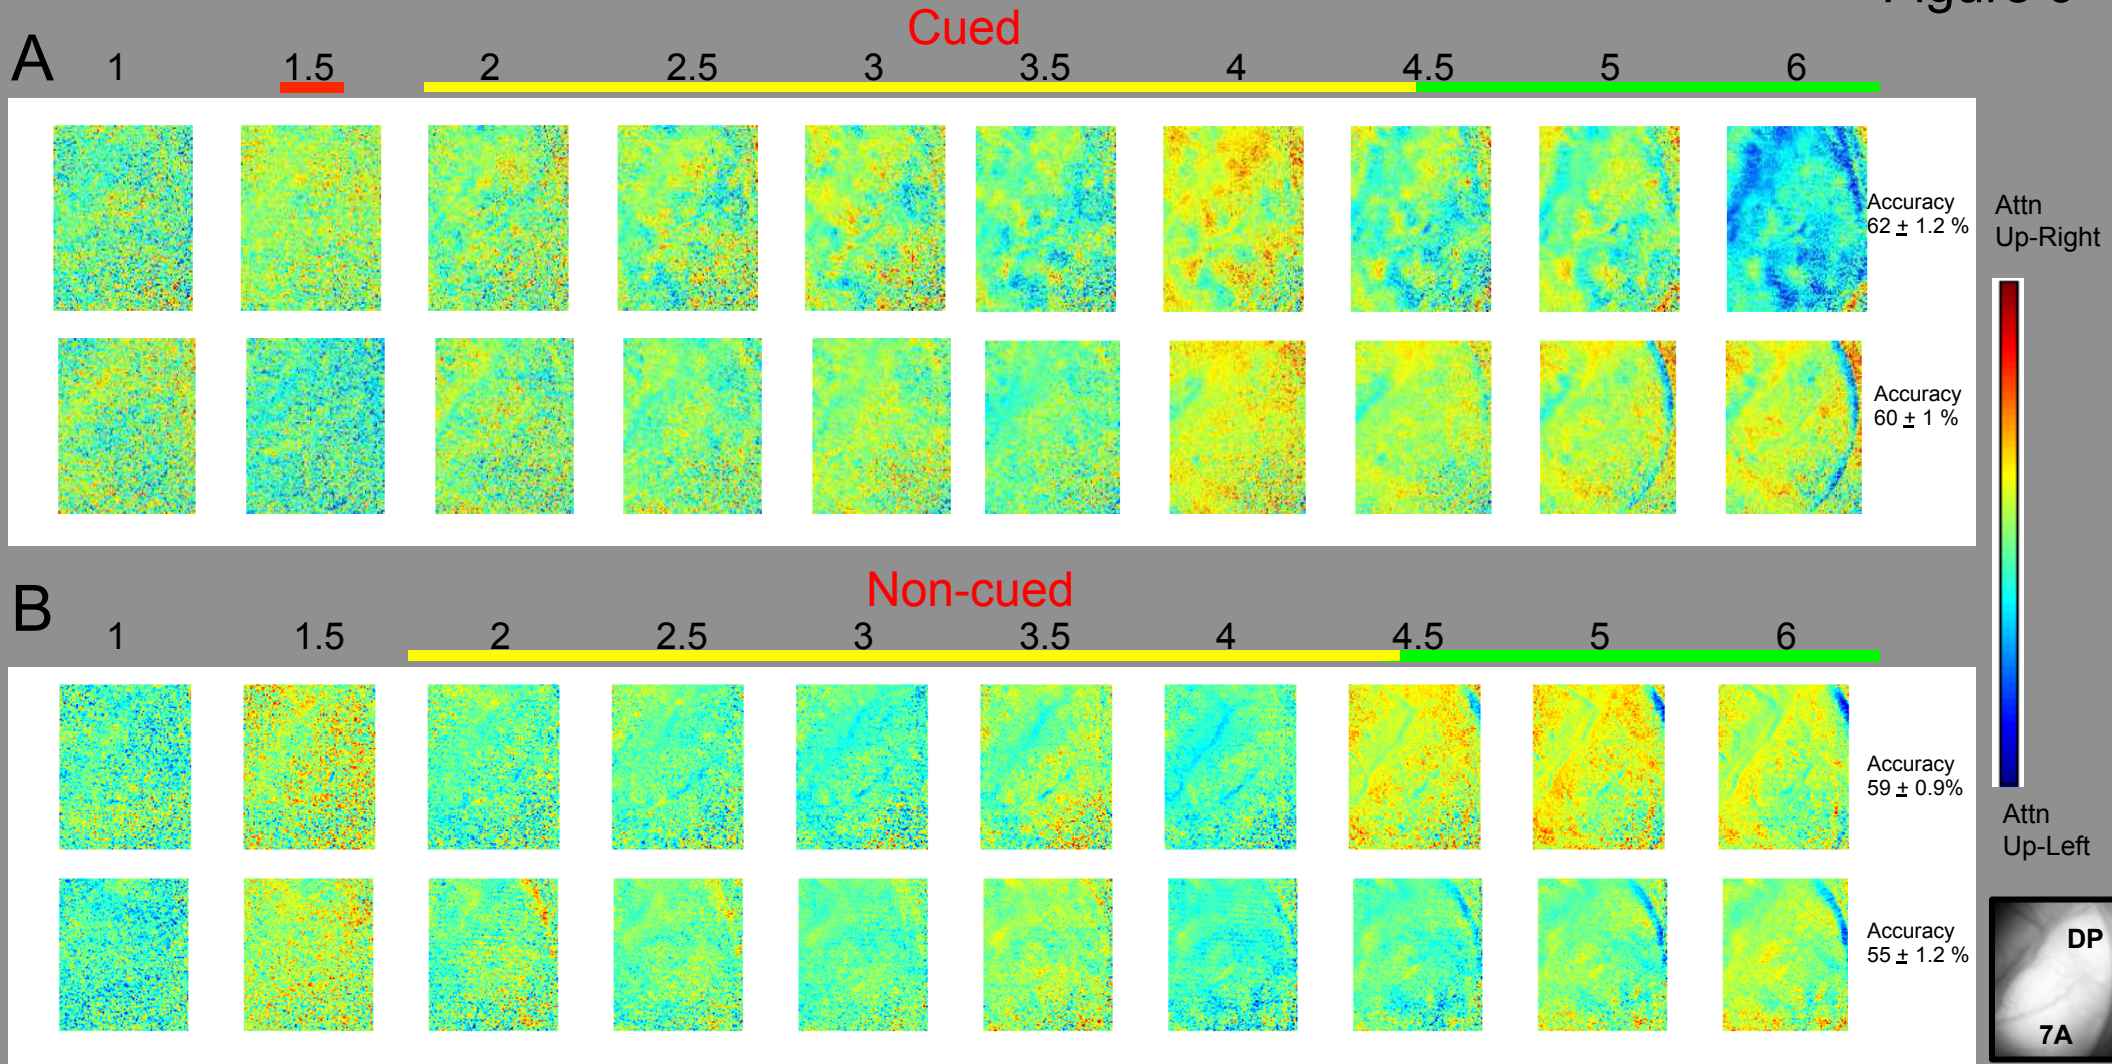 Cued
A
1 1.5 2 2.5 3 3.5 4 4.5 5 6
Accuracy
62 ± 1.2 %
Accuracy
60 ± 1 %
Attn
Up-Right
Non-cued
B
1 1.5 2 2.5 3 3.5 4 4.5 5 6
Accuracy
59 ± 0.9%
Accuracy
55 ± 1.2 %
Attn
Up-Left
DP
7A